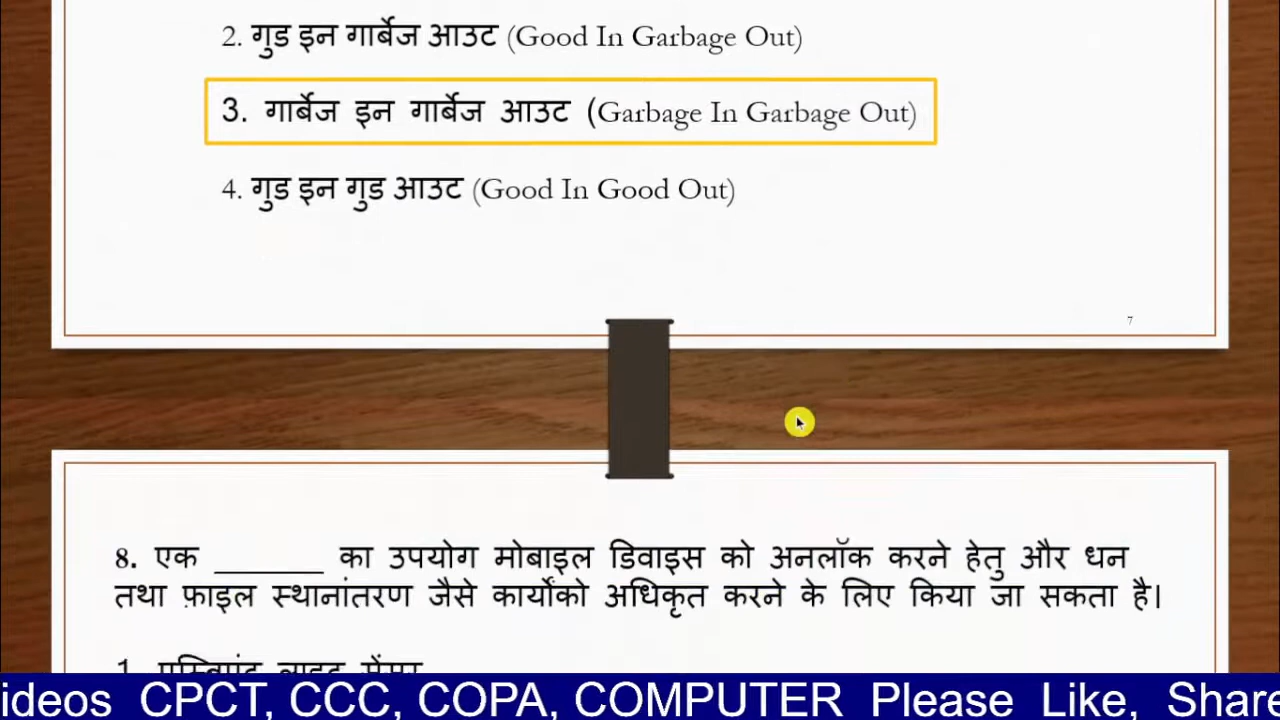 2. गुड इन गार्बेज आउट (Good In Garbage Out)
3. गार्बेज इन गार्बेज आउट (Garbage In Garbage Out)
4. गुड इन गुड आउट (Good In Good Out)
7
8. एक _______ का उपयोग मोबाइल डिवाइस को अनलॉक करने हेतु और धन
तथा फ़ाइल स्थानांतरण जैसे कार्योंको अधिकृत करने के लिए किया जा सकता है।
1.
ideos CPCT, CCC, COPA, COMPUTER Please Like, Share